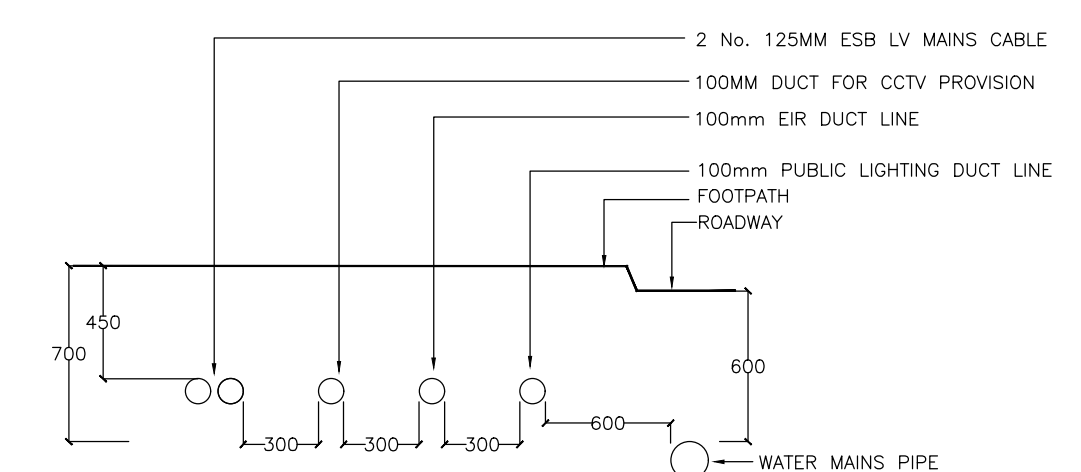 2 No. 125MM ESB LV MAINS CABLE
100MM DUCT FOR CCTV PROVISION
100mm EIR DUCT LINE
100mm PUBLIC LIGHTING DUCT LINE
FOOTPATH
ROADWAY
450
700
600
600
300
300
300
WATER MAINS PIPE